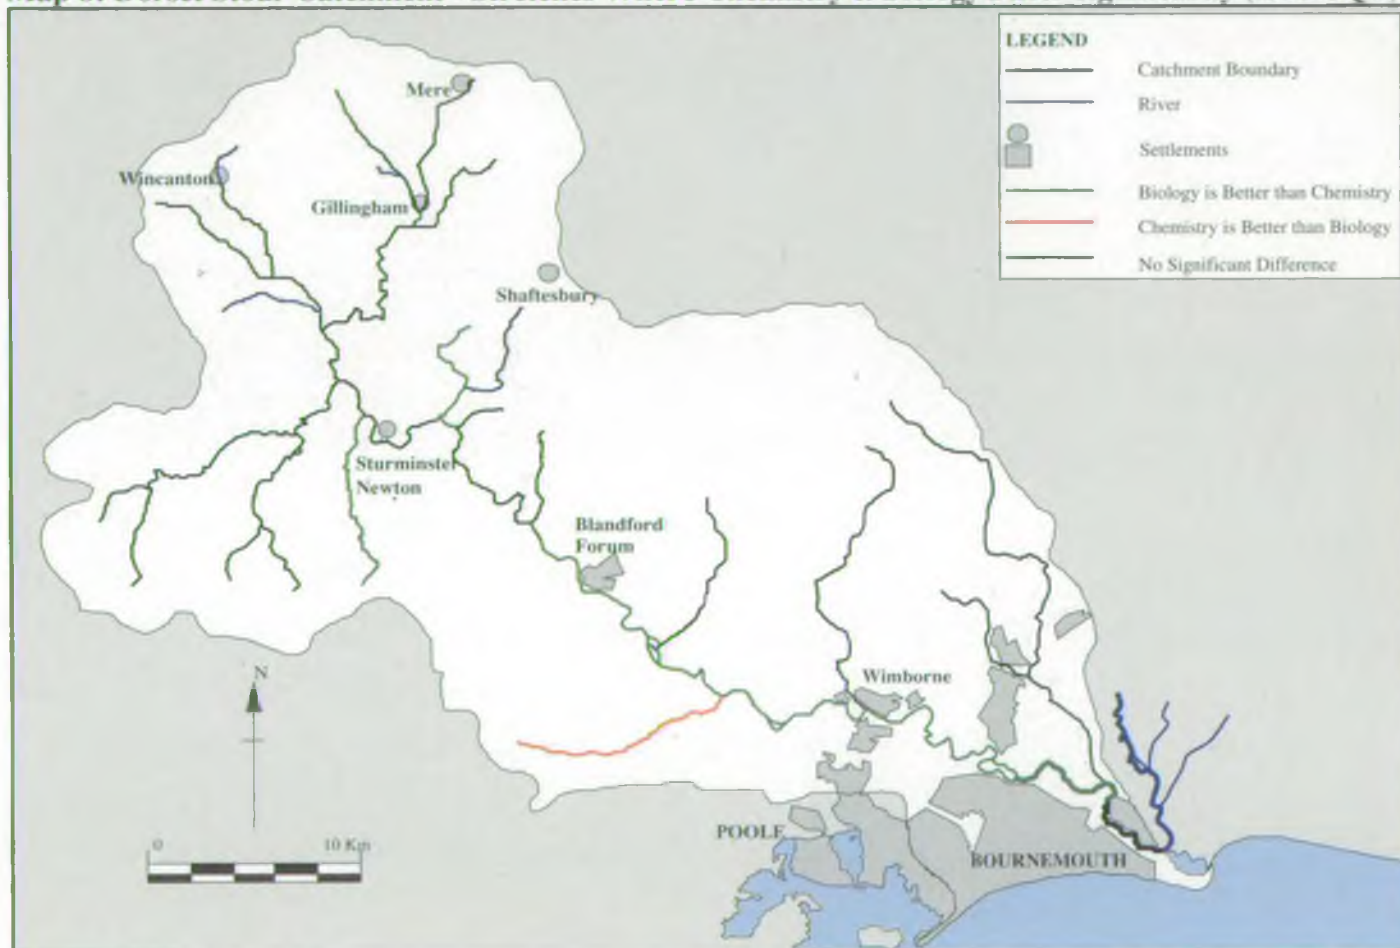 LEGEND
Catchment Boundary
River
Settlements
Biology is Better than Chemistry
Chemistry is Better than Biology
No Significant Difference
Mere
Wincanton
Gillingham
Shaftesbury
Sturminster
Newton
Blandford
Forum
Wimborne
N
0 10 Km
POOLE
BOURNEMOUTH